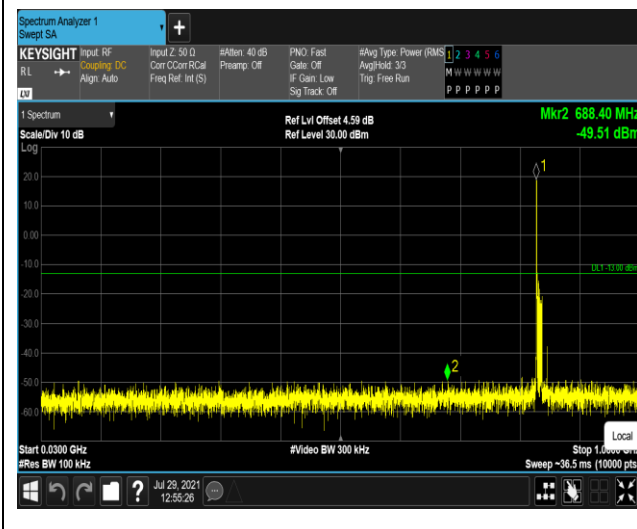 Spectrum Analyzer 1
Swept SA
+
KEYSIGHT
RL
LXI
Input: RF
Coupling: DC
Align: Auto
Input Z: 50 Ω
Corr CCorr RCal
Freq Ref: Int (S)
#Atten: 40 dB
Preamp: Off
PNO: Fast
Gate: Off
IF Gain: Low
Sig Track: Off
#Avg Type: Power (RMS
Avg|Hold: 3/3
Trig: Free Run
1 2 3 4 5 6
M W W W W W
P P P P P P
1 Spectrum
Scale/Div 10 dB
Log
Ref Lvl Offset 4.59 dB
Ref Level 30.00 dBm
Mkr2 688.40 MHz
-49.51 dBm
1
20.0
10.0
0.00
-10.0
DL1 -13.00 dBm
-20.0
-30.0
-40.0
2
-50.0
-60.0
Local
Start 0.0300 GHz
#Video BW 300 kHz
Stop
#Res BW 100 kHz
Sweep ~36.5 ms (10000 pts
?
Jul 29, 2021
12:55:26